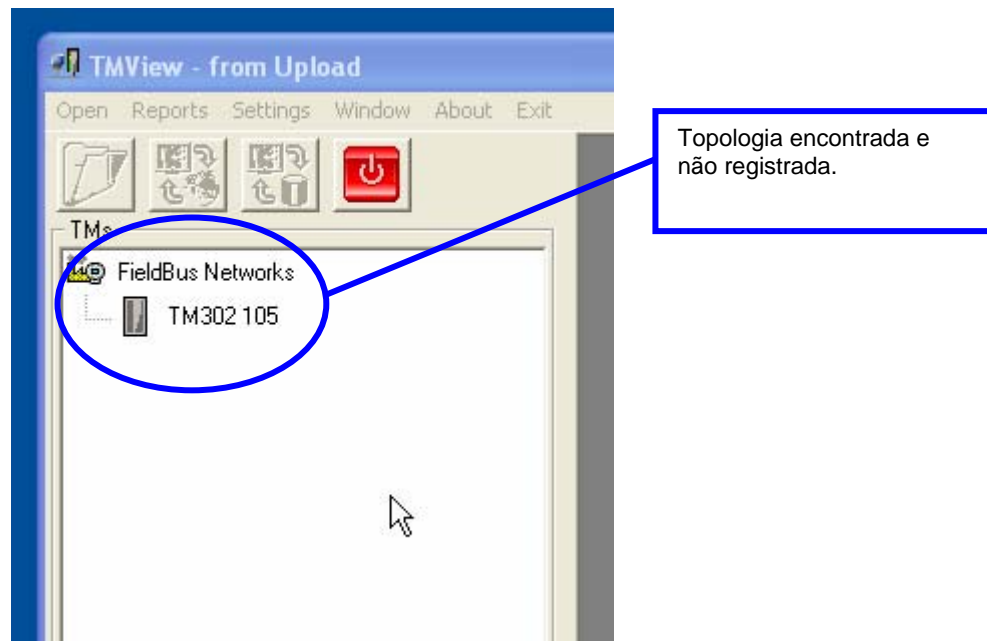 TMView - from Upload
Open Reports Settings Window About Exit
TMs
FieldBus Networks
TM302 105
Topologia encontrada e
não registrada.